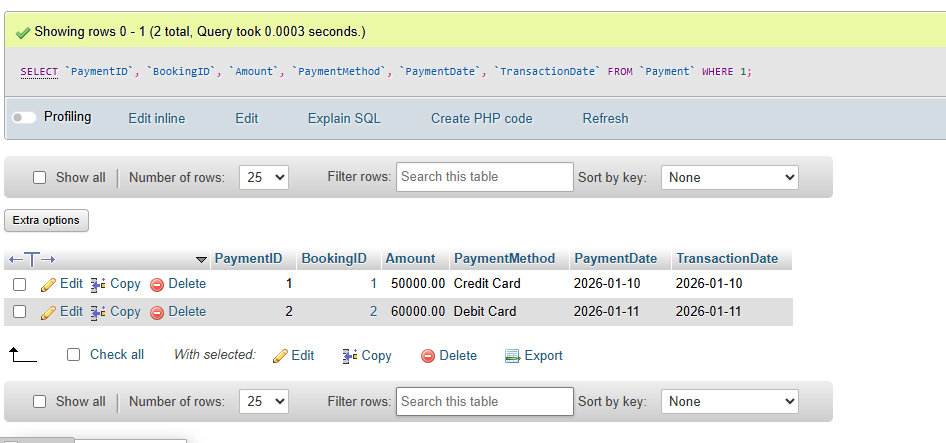 Showing rows 0 - 1 (2 total, Query took 0.0003 seconds.)
SELECT `PaymentID`, `BookingID`, `Amount`, `PaymentMethod`, `PaymentDate`, `TransactionDate` FROM `Payment` WHERE 1;
Profiling Edit inline Edit Explain SQL Create PHP code Refresh
Show all Number of rows: 25 Filter rows: Search this table Sort by key: None
Extra options
←T→ PaymentID BookingID Amount PaymentMethod PaymentDate TransactionDate
Edit Copy Delete 1 1 50000.00 Credit Card 2026-01-10 2026-01-10
Edit Copy Delete 2 2 60000.00 Debit Card 2026-01-11 2026-01-11
Check all With selected: Edit Copy Delete Export
Show all Number of rows: 25 Filter rows: Search this table Sort by key: None